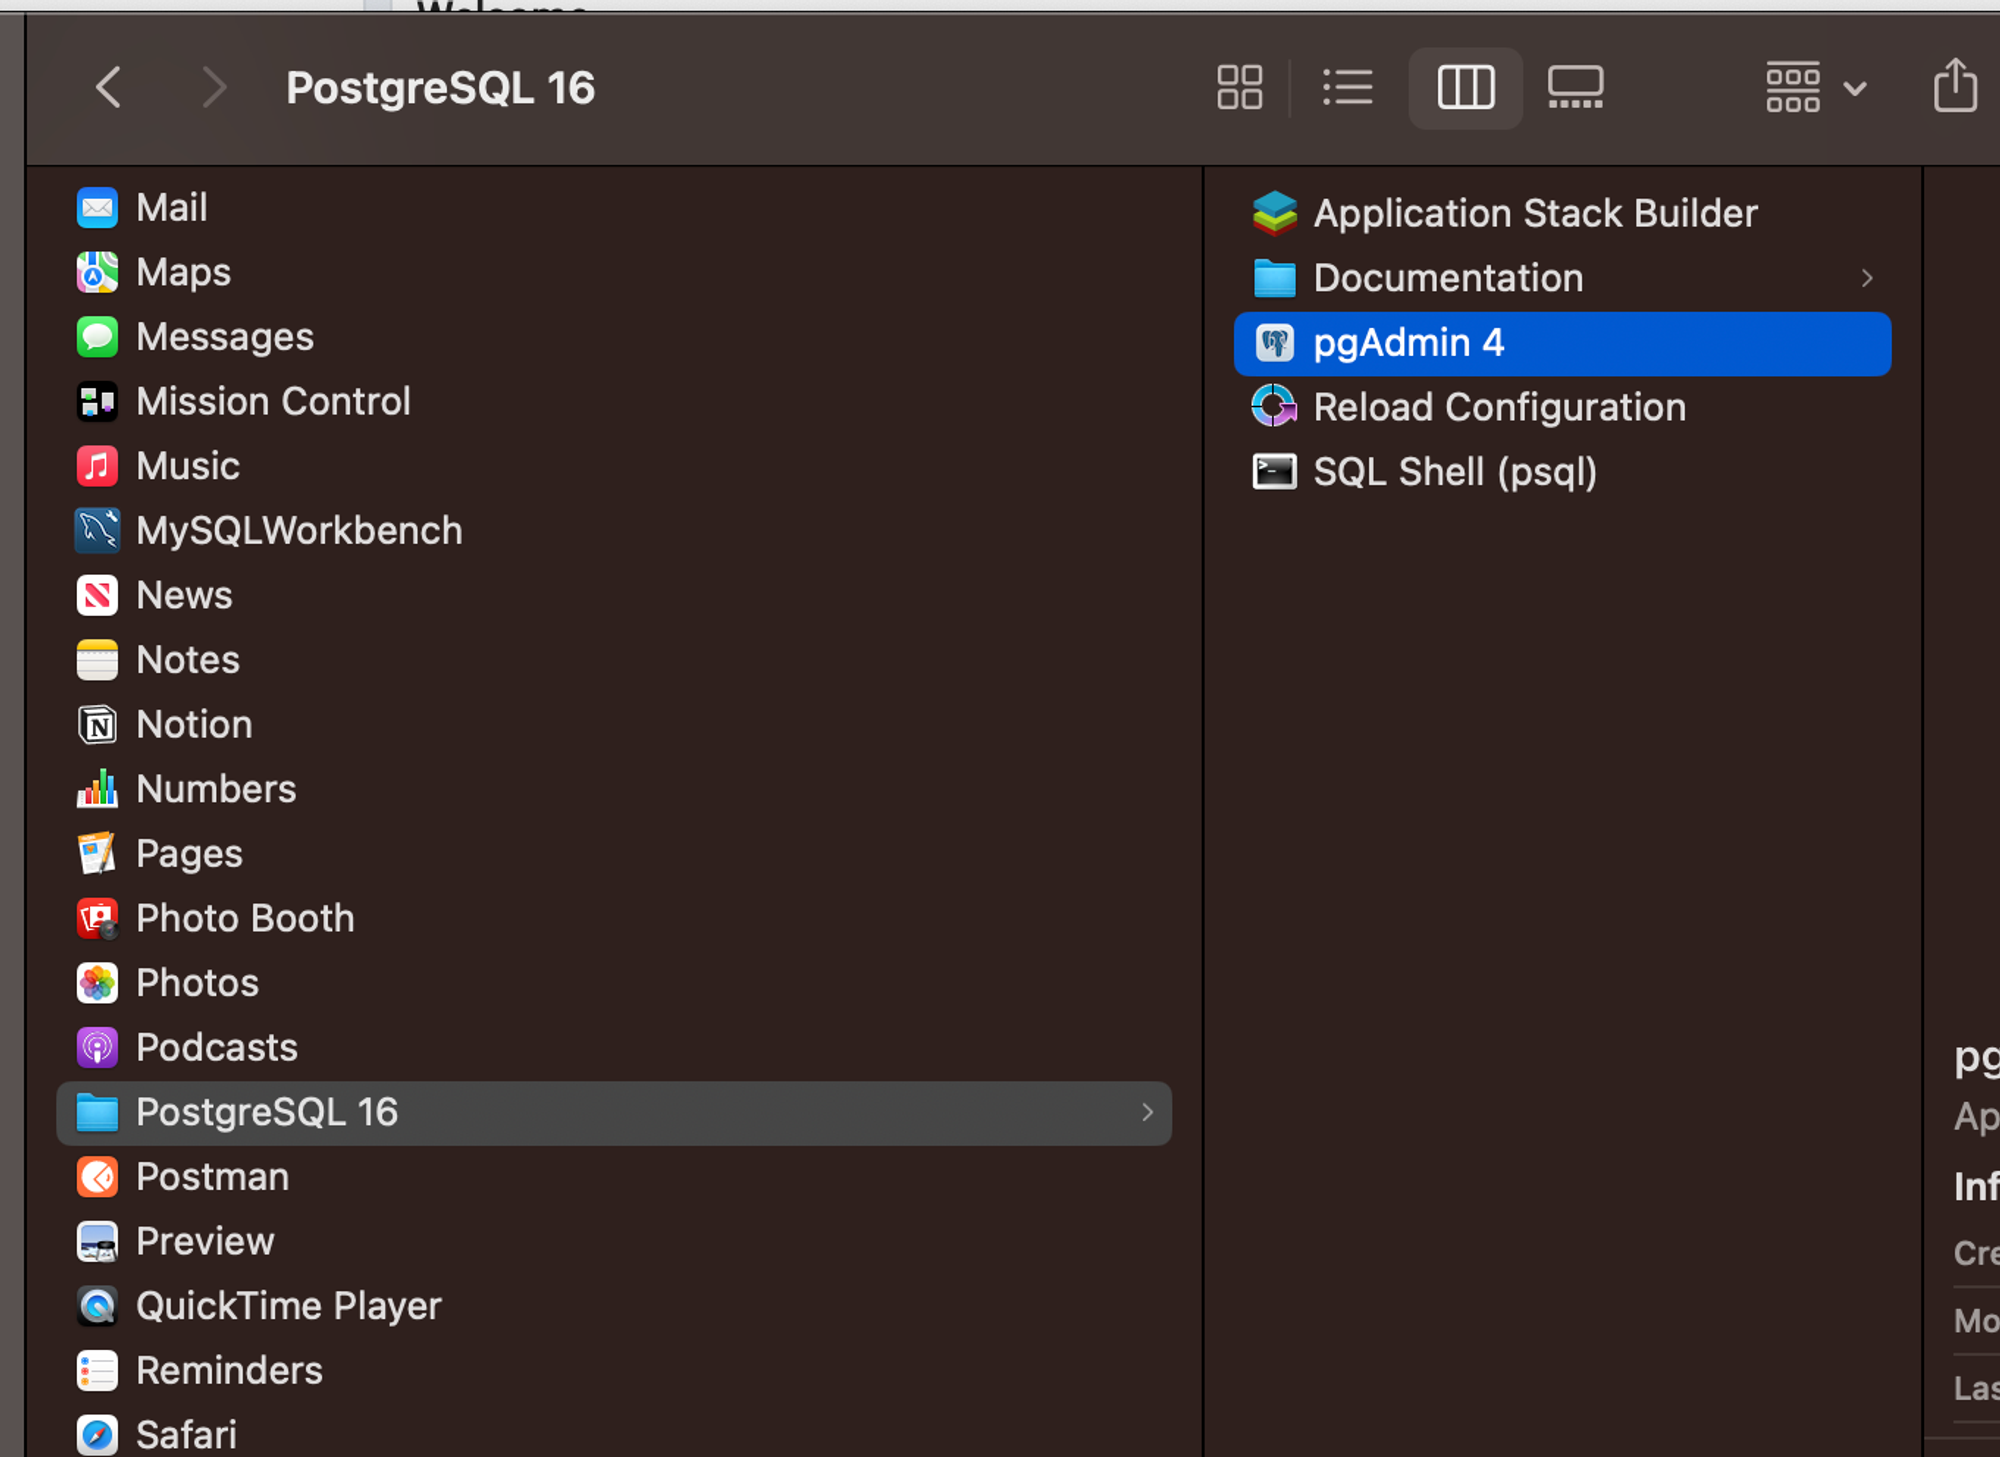 PostgreSQL 16
Mail
Maps
Messages
Mission Control
Music
MySQLWorkbench
News
Notes
Notion
Numbers
Pages
Photo Booth
Photos
Podcasts
PostgreSQL 16
Postman
Preview
QuickTime Player
Reminders
Safari
Application Stack Builder
Documentation
pgAdmin 4
Reload Configuration
SQL Shell (psql)
pg
Ap
Inf
Cre
Mo
Las